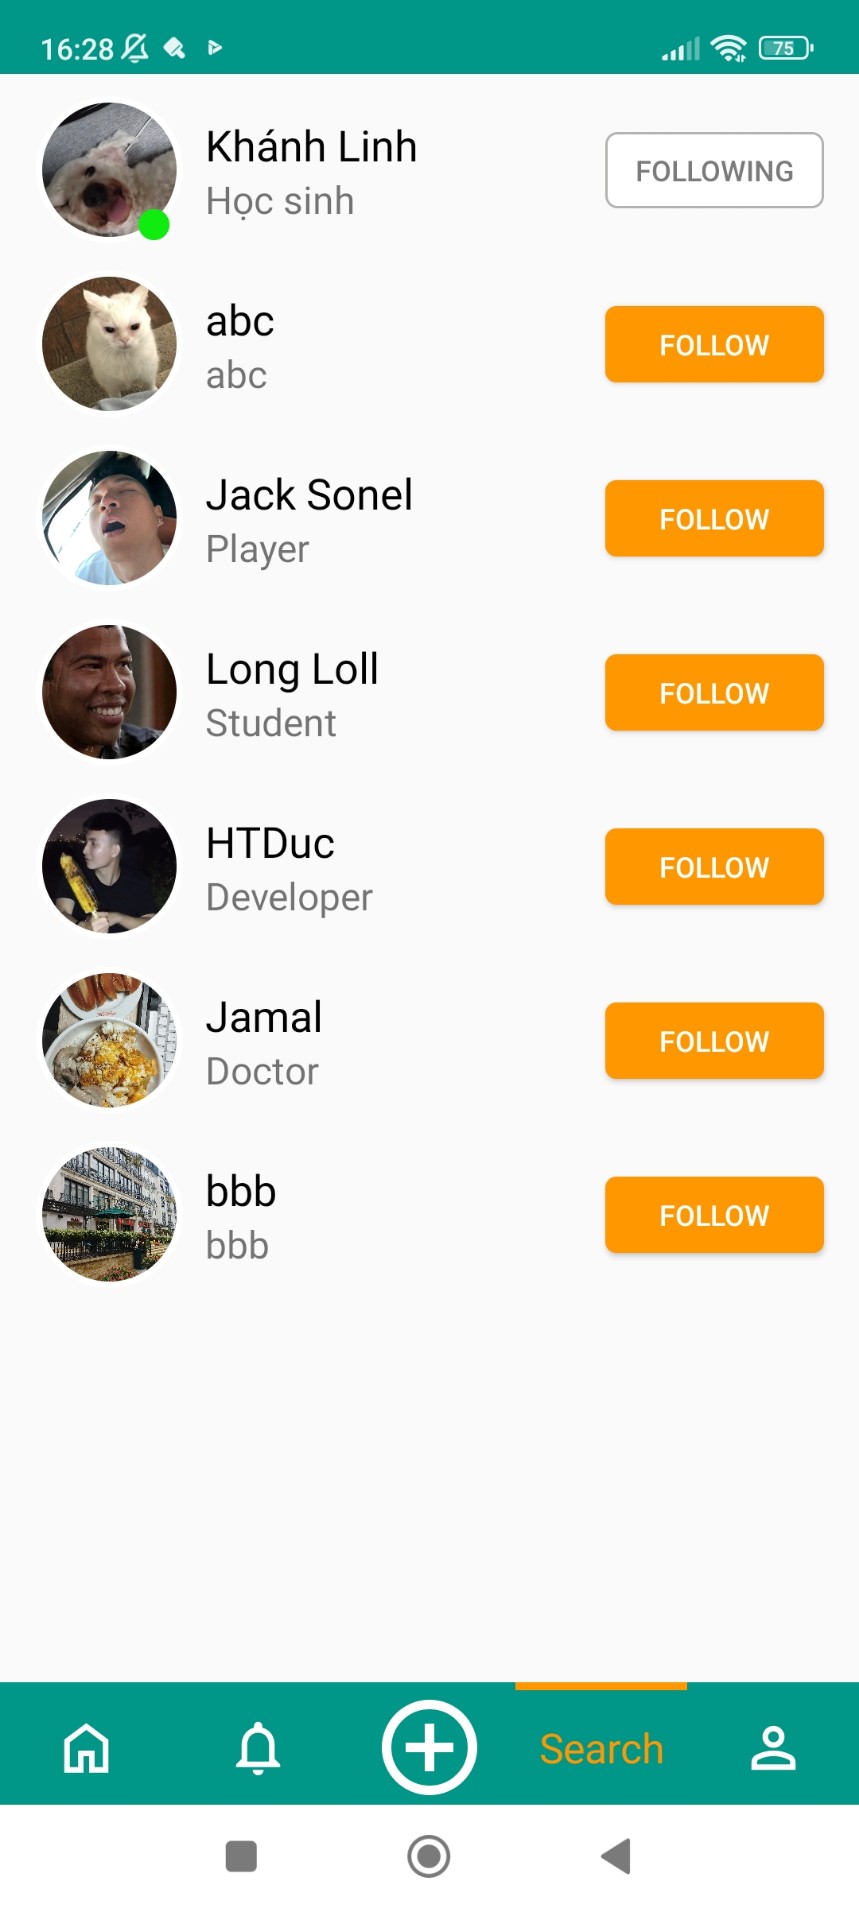 16:28
75
Khánh Linh
Học sinh
FOLLOWING
abc
abc
FOLLOW
Jack Sonel
Player
FOLLOW
Long Loll
Student
FOLLOW
HTDuc
Developer
FOLLOW
Jamal
Doctor
FOLLOW
bbb
bbb
FOLLOW
Search